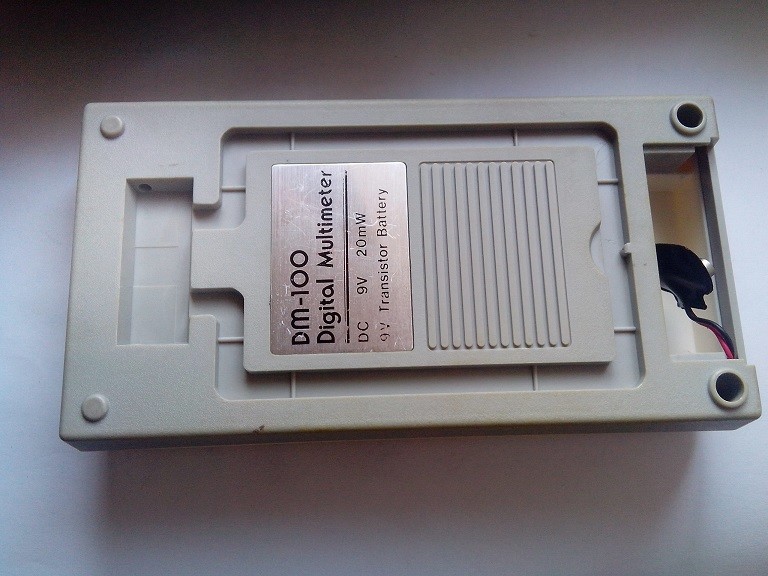 DM-100
Digital Multimeter
DC 9V 20mW
9V Transistor Battery